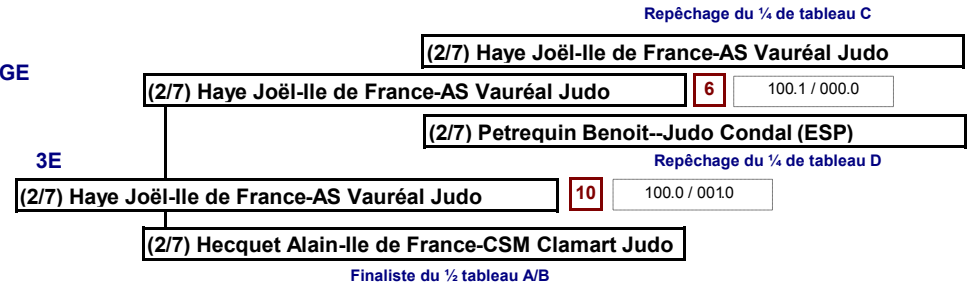 Repêchage du ¼ de tableau C
(2/7) Haye Joël-Ile de France-AS Vauréal Judo
GE
(2/7) Haye Joël-Ile de France-AS Vauréal Judo 6 100.1 / 000.0
(2/7) Petrequin Benoit--Judo Condal (ESP)
3E Repêchage du ¼ de tableau D
(2/7) Haye Joël-Ile de France-AS Vauréal Judo 10 100.0 / 001.0
(2/7) Hecquet Alain-Ile de France-CSM Clamart Judo
Finaliste du ½ tableau A/B